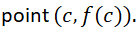 point (c, f(c)).